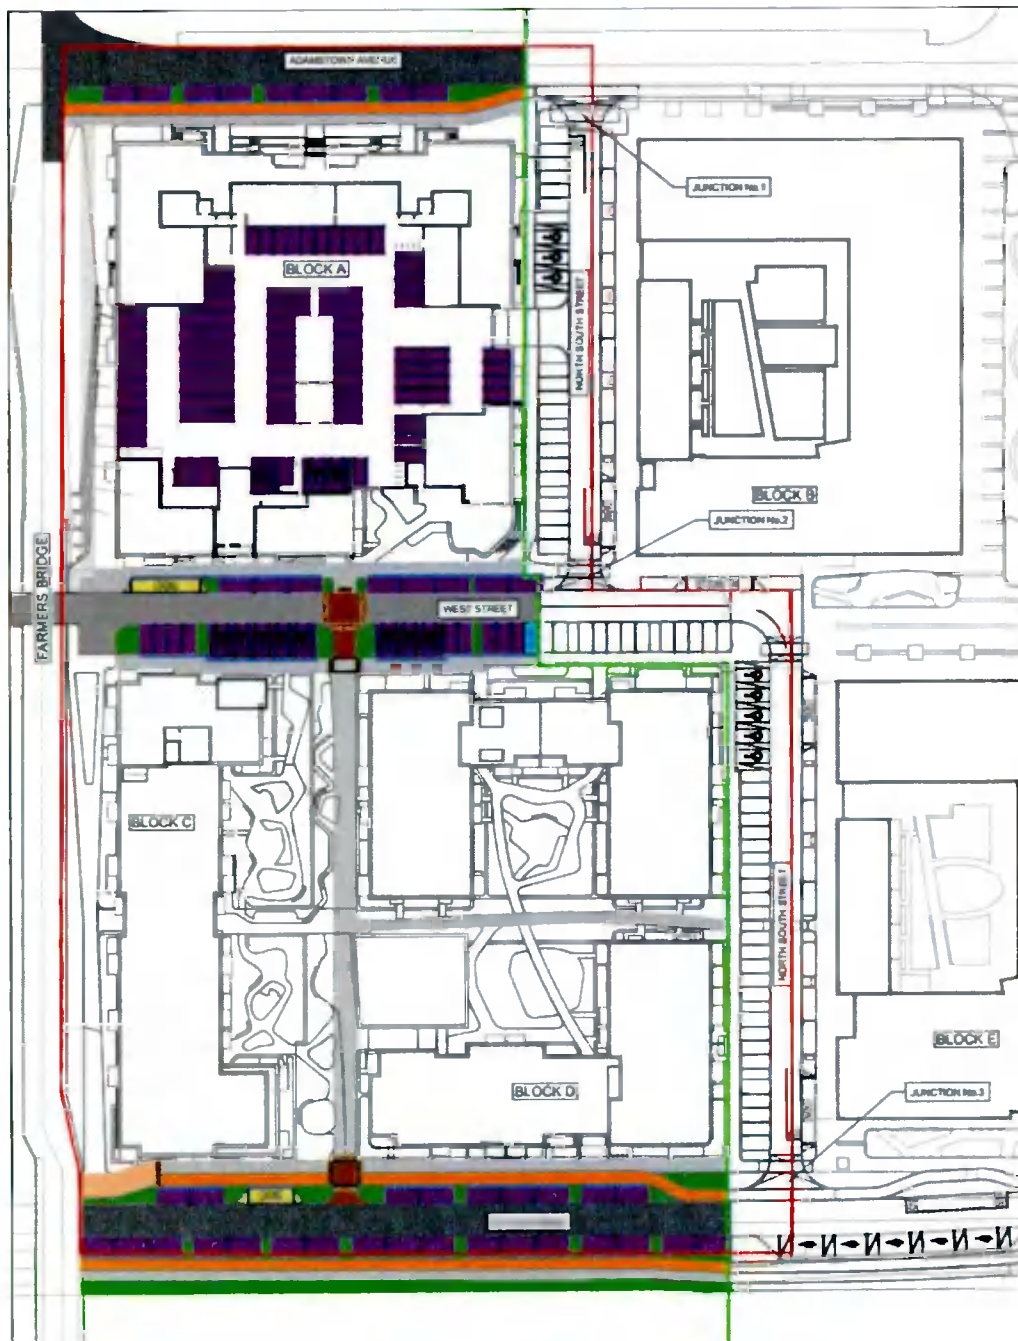 ADAMSTOWN AVENUE
JUNCTION No.1
BLOCK A
NORTH SOUTH STREET
BLOCK B
JUNCTION No.2
FARMERS BRIDGE
WEST STREET
BLOCK C
NORTH SOUTH STREET
BLOCK E
BLOCK D
JUNCTION No.3